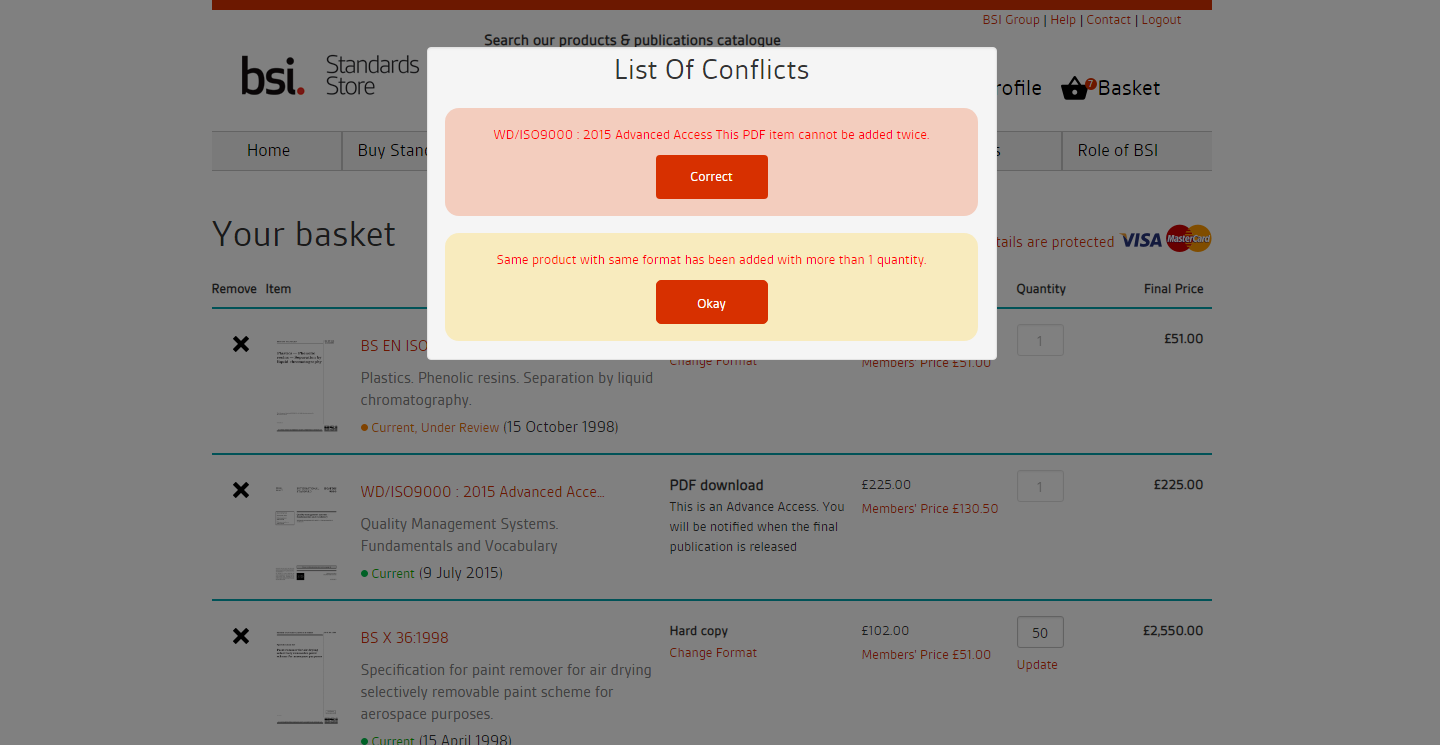 BSI Group | Help | Contact | Logout
Search our products & publications catalogue
bsi. Standards Store
rofile 7 Basket
List Of Conflicts
WD/ISO9000 : 2015 Advanced Access This PDF item cannot be added twice.
Correct
Same product with same format has been added with more than 1 quantity.
Okay
Home
Buy Stan
s
Role of BSI
Your basket
tails are protected VISA MasterCard
Remove Item Quantity Final Price
BS EN ISO
Plastics. Phenolic resins. Separation by liquid
chromatography.
Current, Under Review (15 October 1998)
Change Format
Members' Price £51.00
1
£51.00
WD/ISO9000 : 2015 Advanced Acce...
Quality Management Systems.
Fundamentals and Vocabulary
Current (9 July 2015)
PDF download
This is an Advance Access. You
will be notified when the final
publication is released
£225.00
Members' Price £130.50
1
£225.00
BS X 36:1998
Specification for paint remover for air drying
selectively removable paint scheme for
aerospace purposes.
Current (15 April 1998)
Hard copy
Change Format
£102.00
Members' Price £51.00
50
Update
£2,550.00